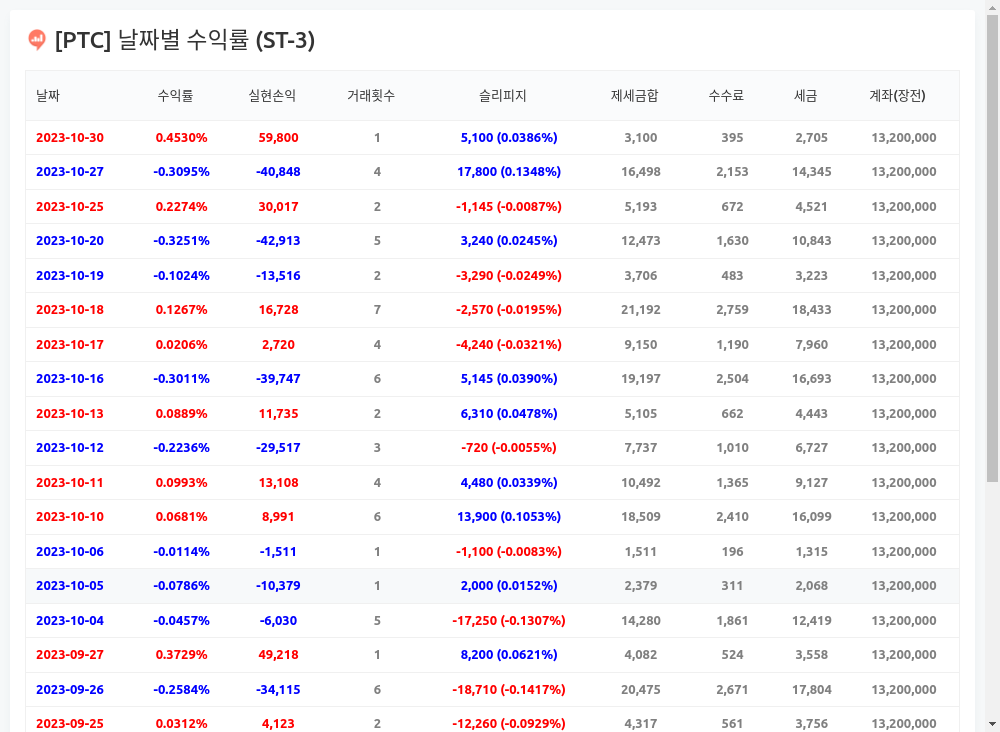 [PTC] 날짜별 수익률 (ST-3)
날짜 수익률 실현손익 거래횟수 슬리피지 제세금합 수수료 세금 계좌(장전)
2023-10-30 0.4530% 59,800 1 5,100 (0.0386%) 3,100 395 2,705 13,200,000
2023-10-27 -0.3095% -40,848 4 17,800 (0.1348%) 16,498 2,153 14,345 13,200,000
2023-10-25 0.2274% 30,017 2 -1,145 (-0.0087%) 5,193 672 4,521 13,200,000
2023-10-20 -0.3251% -42,913 5 3,240 (0.0245%) 12,473 1,630 10,843 13,200,000
2023-10-19 -0.1024% -13,516 2 -3,290 (-0.0249%) 3,706 483 3,223 13,200,000
2023-10-18 0.1267% 16,728 7 -2,570 (-0.0195%) 21,192 2,759 18,433 13,200,000
2023-10-17 0.0206% 2,720 4 -4,240 (-0.0321%) 9,150 1,190 7,960 13,200,000
2023-10-16 -0.3011% -39,747 6 5,145 (0.0390%) 19,197 2,504 16,693 13,200,000
2023-10-13 0.0889% 11,735 2 6,310 (0.0478%) 5,105 662 4,443 13,200,000
2023-10-12 -0.2236% -29,517 3 -720 (-0.0055%) 7,737 1,010 6,727 13,200,000
2023-10-11 0.0993% 13,108 4 4,480 (0.0339%) 10,492 1,365 9,127 13,200,000
2023-10-10 0.0681% 8,991 6 13,900 (0.1053%) 18,509 2,410 16,099 13,200,000
2023-10-06 -0.0114% -1,511 1 -1,100 (-0.0083%) 1,511 196 1,315 13,200,000
2023-10-05 -0.0786% -10,379 1 2,000 (0.0152%) 2,379 311 2,068 13,200,000
2023-10-04 -0.0457% -6,030 5 -17,250 (-0.1307%) 14,280 1,861 12,419 13,200,000
2023-09-27 0.3729% 49,218 1 8,200 (0.0621%) 4,082 524 3,558 13,200,000
2023-09-26 -0.2584% -34,115 6 -18,710 (-0.1417%) 20,475 2,671 17,804 13,200,000
2023-09-25 0.0312% 4,123 2 -12,260 (-0.0929%) 4,317 561 3,756 13,200,000